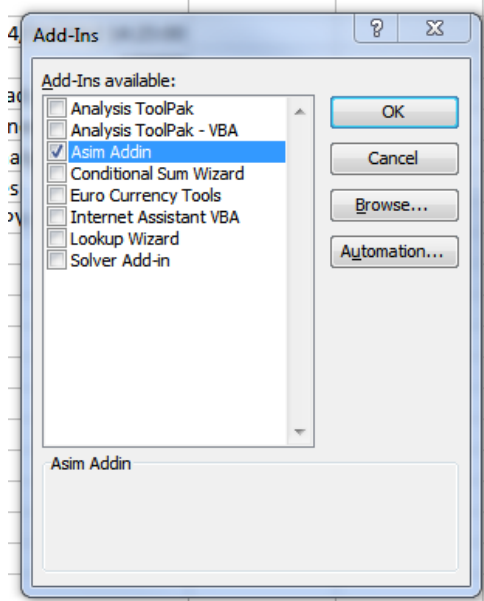 Add-Ins
Add-Ins available:
Analysis ToolPak
Analysis ToolPak - VBA
Asim Addin
Conditional Sum Wizard
Euro Currency Tools
Internet Assistant VBA
Lookup Wizard
Solver Add-in
OK
Cancel
Browse...
Automation...
Asim Addin